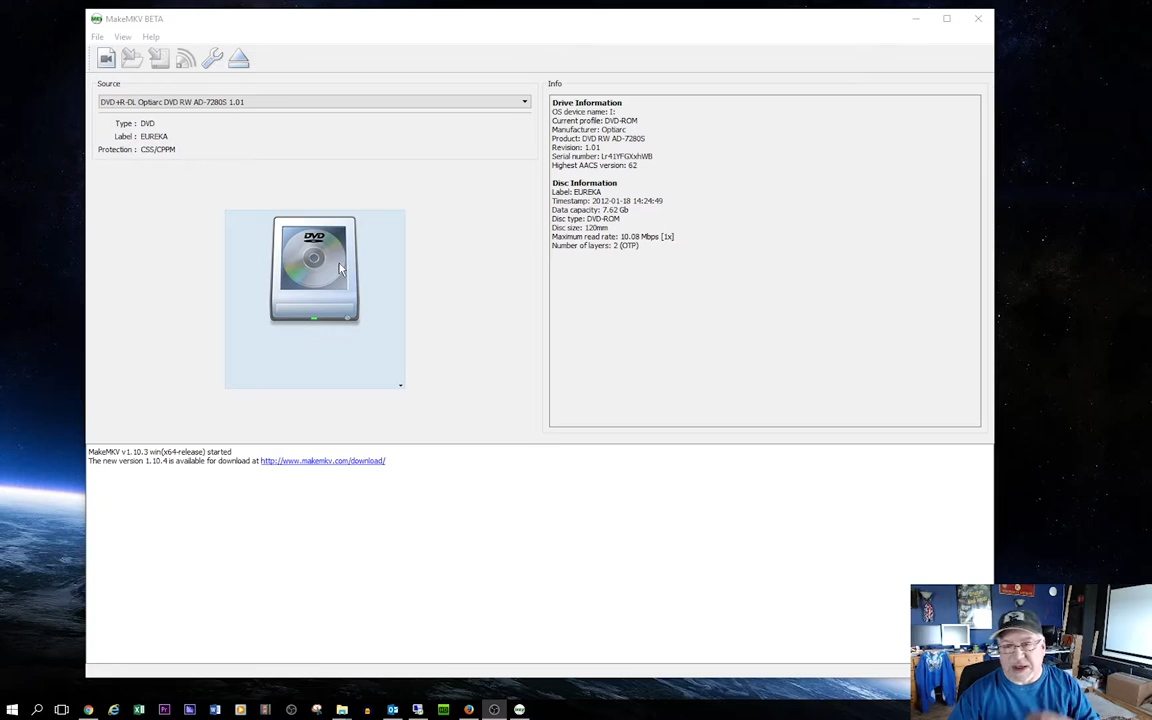 MakeMKV BETA
File View Help
Source
DVD+R-DL Optiarc DVD RW AD-7280S 1.01
Type : DVD
Label : EUREKA
Protection : CSS/CPPM
DVD
Info
Drive Information
OS device name: I:
Current profile: DVD-ROM
Manufacturer: Optiarc
Product: DVD RW AD-7280S
Revision: 1.01
Serial number: Lr41YFGXxhWB
Highest AACS version: 62
Disc Information
Label: EUREKA
Timestamp: 2012-01-18 14:24:49
Data capacity: 7.62 Gb
Disc type: DVD-ROM
Disc size: 120mm
Maximum read rate: 10.08 Mbps [1x]
Number of layers: 2 (OTP)
MakeMKV v1.10.3 win(x64-release) started
The new version 1.10.4 is available for download at http://www.makemkv.com/download/